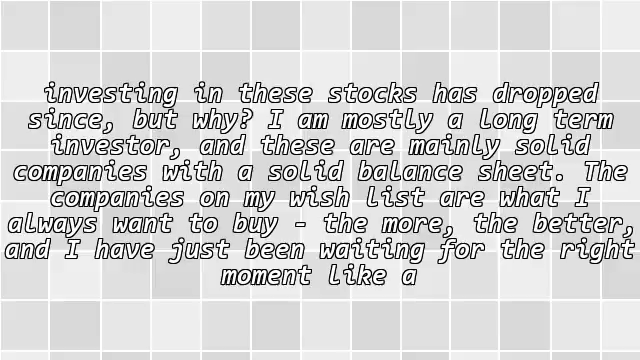 investing in these stocks has dropped
since, but why? I am mostly a long term
investor, and these are mainly solid
companies with a solid balance sheet. The
companies on my wish list are what I
always want to buy - the more, the better,
and I have just been waiting for the right
moment like a